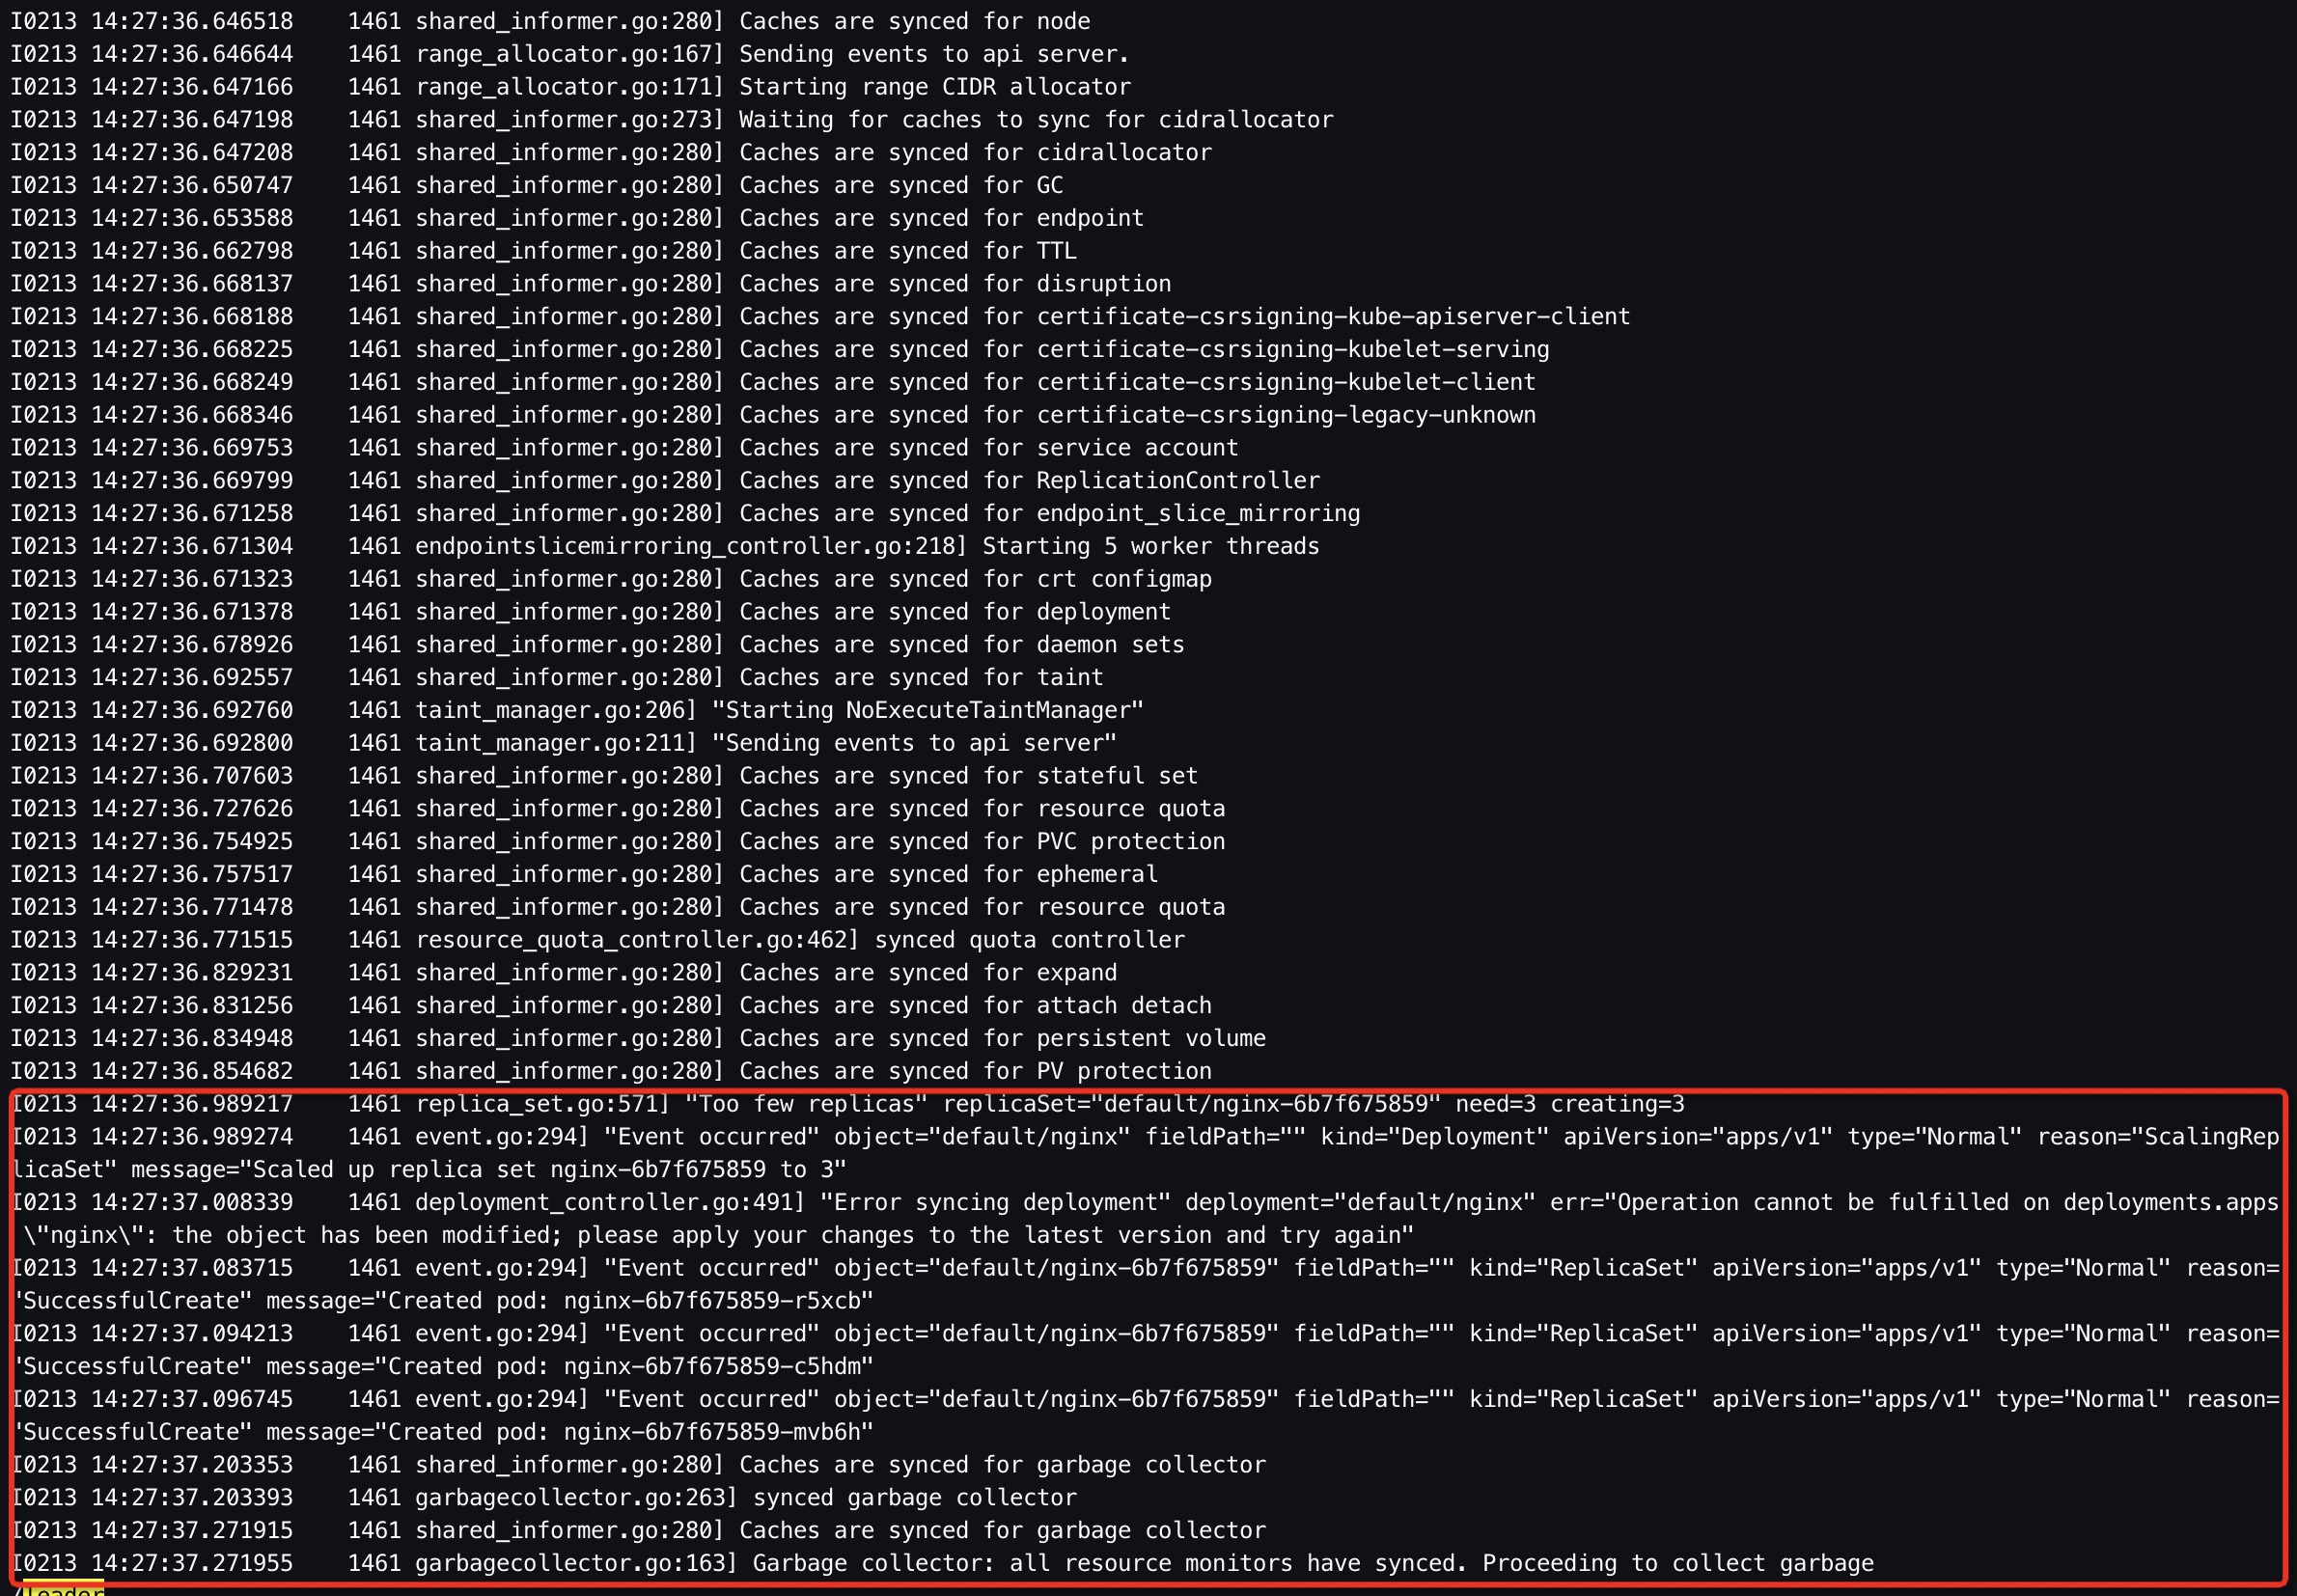 I0213 14:27:36.646518    1461 shared_informer.go:280] Caches are synced for node
I0213 14:27:36.646644    1461 range_allocator.go:167] Sending events to api server.
I0213 14:27:36.647166    1461 range_allocator.go:171] Starting range CIDR allocator
I0213 14:27:36.647198    1461 shared_informer.go:273] Waiting for caches to sync for cidrallocator
I0213 14:27:36.647208    1461 shared_informer.go:280] Caches are synced for cidrallocator
I0213 14:27:36.650747    1461 shared_informer.go:280] Caches are synced for GC
I0213 14:27:36.653588    1461 shared_informer.go:280] Caches are synced for endpoint
I0213 14:27:36.662798    1461 shared_informer.go:280] Caches are synced for TTL
I0213 14:27:36.668137    1461 shared_informer.go:280] Caches are synced for disruption
I0213 14:27:36.668188    1461 shared_informer.go:280] Caches are synced for certificate-csrsigning-kube-apiserver-client
I0213 14:27:36.668225    1461 shared_informer.go:280] Caches are synced for certificate-csrsigning-kubelet-serving
I0213 14:27:36.668249    1461 shared_informer.go:280] Caches are synced for certificate-csrsigning-kubelet-client
I0213 14:27:36.668346    1461 shared_informer.go:280] Caches are synced for certificate-csrsigning-legacy-unknown
I0213 14:27:36.669753    1461 shared_informer.go:280] Caches are synced for service account
I0213 14:27:36.669799    1461 shared_informer.go:280] Caches are synced for ReplicationController
I0213 14:27:36.671258    1461 shared_informer.go:280] Caches are synced for endpoint_slice_mirroring
I0213 14:27:36.671304    1461 endpointslicemirroring_controller.go:218] Starting 5 worker threads
I0213 14:27:36.671323    1461 shared_informer.go:280] Caches are synced for crt configmap
I0213 14:27:36.671378    1461 shared_informer.go:280] Caches are synced for deployment
I0213 14:27:36.678926    1461 shared_informer.go:280] Caches are synced for daemon sets
I0213 14:27:36.692557    1461 shared_informer.go:280] Caches are synced for taint
I0213 14:27:36.692760    1461 taint_manager.go:206] "Starting NoExecuteTaintManager"
I0213 14:27:36.692800    1461 taint_manager.go:211] "Sending events to api server"
I0213 14:27:36.707603    1461 shared_informer.go:280] Caches are synced for stateful set
I0213 14:27:36.727626    1461 shared_informer.go:280] Caches are synced for resource quota
I0213 14:27:36.754925    1461 shared_informer.go:280] Caches are synced for PVC protection
I0213 14:27:36.757517    1461 shared_informer.go:280] Caches are synced for ephemeral
I0213 14:27:36.771478    1461 shared_informer.go:280] Caches are synced for resource quota
I0213 14:27:36.771515    1461 resource_quota_controller.go:462] synced quota controller
I0213 14:27:36.829231    1461 shared_informer.go:280] Caches are synced for expand
I0213 14:27:36.831256    1461 shared_informer.go:280] Caches are synced for attach detach
I0213 14:27:36.834948    1461 shared_informer.go:280] Caches are synced for persistent volume
I0213 14:27:36.854682    1461 shared_informer.go:280] Caches are synced for PV protection
I0213 14:27:36.989217    1461 replica_set.go:571] "Too few replicas" replicaSet="default/nginx-6b7f675859" need=3 creating=3
I0213 14:27:36.989274    1461 event.go:294] "Event occurred" object="default/nginx" fieldPath="" kind="Deployment" apiVersion="apps/v1" type="Normal" reason="ScalingRep
licaSet" message="Scaled up replica set nginx-6b7f675859 to 3"
I0213 14:27:37.008339    1461 deployment_controller.go:491] "Error syncing deployment" deployment="default/nginx" err="Operation cannot be fulfilled on deployments.apps
 \"nginx\": the object has been modified; please apply your changes to the latest version and try again"
I0213 14:27:37.083715    1461 event.go:294] "Event occurred" object="default/nginx-6b7f675859" fieldPath="" kind="ReplicaSet" apiVersion="apps/v1" type="Normal" reason=
"SuccessfulCreate" message="Created pod: nginx-6b7f675859-r5xcb"
I0213 14:27:37.094213    1461 event.go:294] "Event occurred" object="default/nginx-6b7f675859" fieldPath="" kind="ReplicaSet" apiVersion="apps/v1" type="Normal" reason=
"SuccessfulCreate" message="Created pod: nginx-6b7f675859-c5hdm"
I0213 14:27:37.096745    1461 event.go:294] "Event occurred" object="default/nginx-6b7f675859" fieldPath="" kind="ReplicaSet" apiVersion="apps/v1" type="Normal" reason=
"SuccessfulCreate" message="Created pod: nginx-6b7f675859-mvb6h"
I0213 14:27:37.203353    1461 shared_informer.go:280] Caches are synced for garbage collector
I0213 14:27:37.203393    1461 garbagecollector.go:263] synced garbage collector
I0213 14:27:37.271915    1461 shared_informer.go:280] Caches are synced for garbage collector
I0213 14:27:37.271955    1461 garbagecollector.go:163] Garbage collector: all resource monitors have synced. Proceeding to collect garbage
/leader